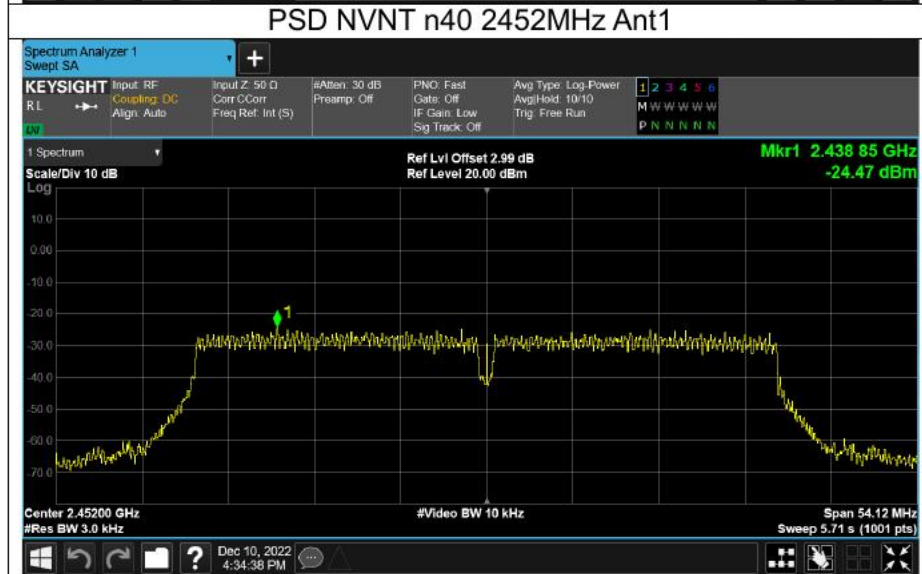 PSD NVNT n40 2452MHz Ant1
Spectrum Analyzer 1
Swept SA
+
KEYSIGHT
RL
LXI
Input: RF
Coupling: DC
Align: Auto
Input Z: 50 Ω
Corr CCorr
Freq Ref: Int (S)
#Atten: 30 dB
Preamp: Off
PNO: Fast
Gate: Off
IF Gain: Low
Sig Track: Off
Avg Type: Log-Power
Avg|Hold: 10/10
Trig: Free Run
1 2 3 4 5 6
M W W W W W
P N N N N N
1 Spectrum
Scale/Div 10 dB
Log
Ref Lvl Offset 2.99 dB
Ref Level 20.00 dBm
Mkr1 2.438 85 GHz
-24.47 dBm
10.0
0.00
-10.0
-20.0
-30.0
-40.0
-50.0
-60.0
-70.0
1
Center 2.45200 GHz
#Res BW 3.0 kHz
#Video BW 10 kHz
Span 54.12 MHz
Sweep 5.71 s (1001 pts)
?
Dec 10, 2022
4:34:38 PM